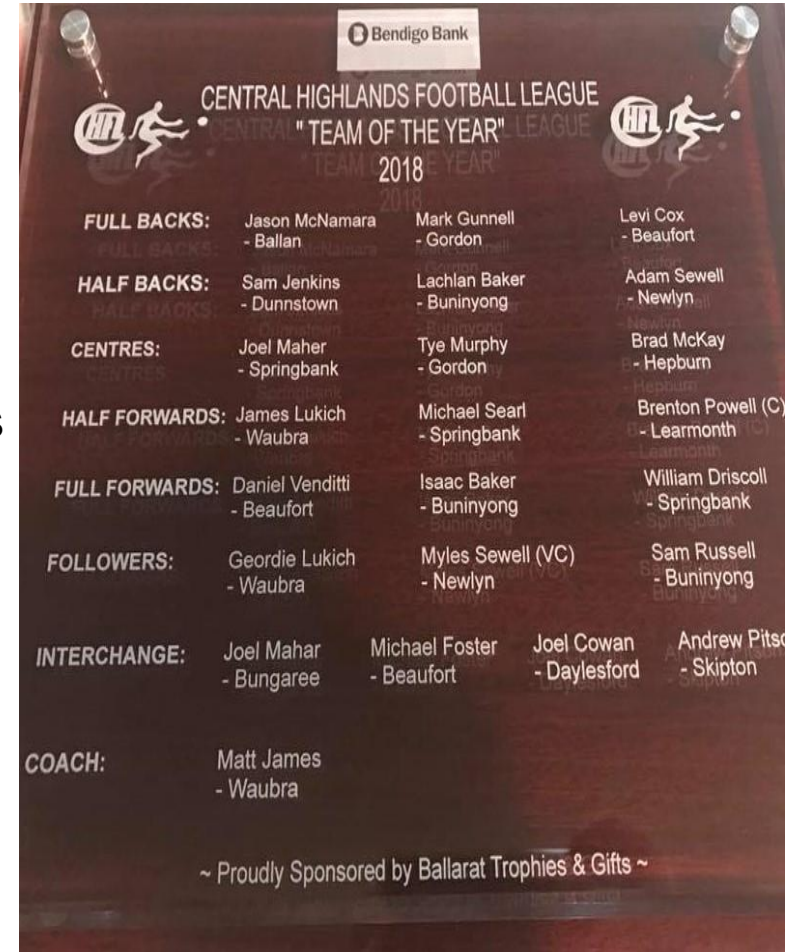 Bendigo Bank
CENTRAL HIGHLANDS FOOTBALL LEAGUE
" TEAM OF THE YEAR"
2018
CHFL CHFL
FULL BACKS: Jason McNamara Mark Gunnell Levi Cox
- Ballan - Gordon - Beaufort
HALF BACKS: Sam Jenkins Lachlan Baker Adam Sewell
- Dunnstown - Buninyong - Newlyn
CENTRES: Joel Maher Tye Murphy Brad McKay
- Springbank - Gordon - Hepburn
HALF FORWARDS: James Lukich Michael Searl Brenton Powell (C)
- Waubra - Springbank - Learmonth
FULL FORWARDS: Daniel Venditti Isaac Baker William Driscoll
- Beaufort - Buninyong - Springbank
FOLLOWERS: Geordie Lukich Myles Sewell (VC) Sam Russell
- Waubra - Newlyn - Buninyong
INTERCHANGE: Joel Mahar Michael Foster Joel Cowan Andrew
- Bungaree - Beaufort - Daylesford - Skipton
COACH: Matt James
- Waubra
~ Proudly Sponsored by Ballarat Trophies & Gifts ~